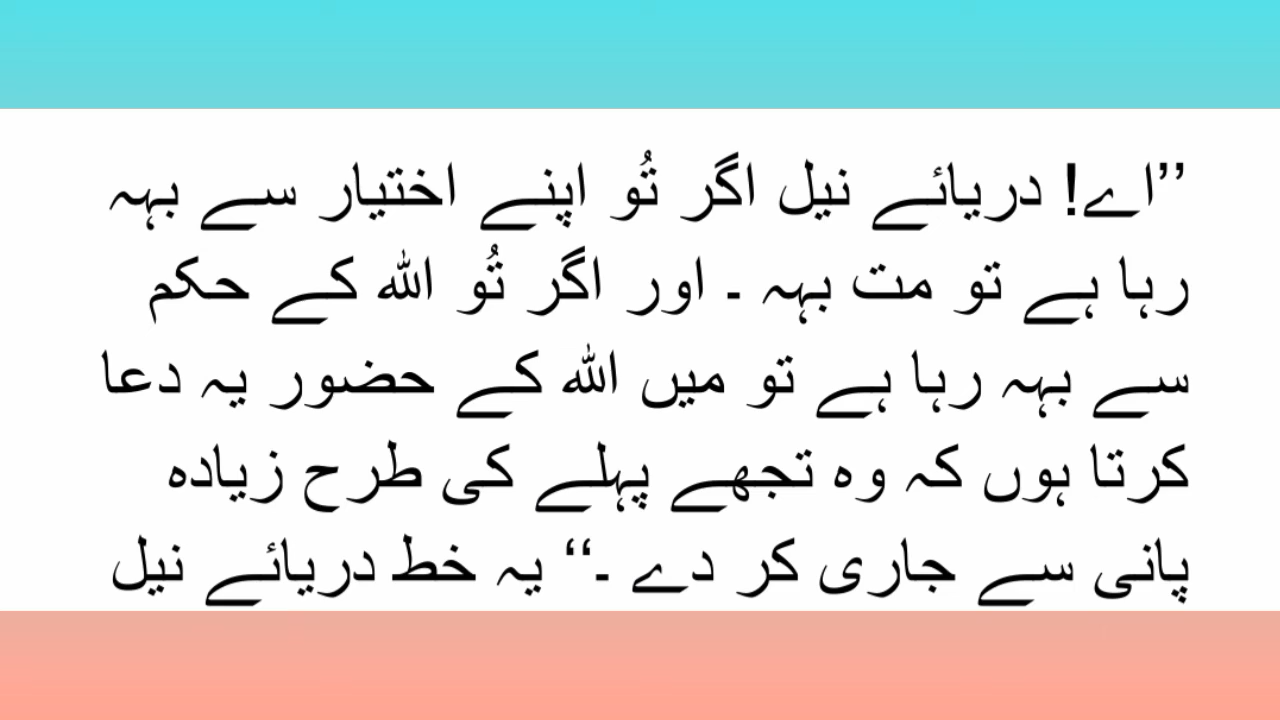 ’’اے! دریائے نیل اگر تُو اپنے اختیار سے بہہ
رہا ہے تو مت بہہ ۔ اور اگر تُو اللہ کے حکم
سے بہہ رہا ہے تو میں اللہ کے حضور یہ دعا
کرتا ہوں کہ وہ تجھے پہلے کی طرح زیادہ
پانی سے جاری کر دے ۔‘‘ یہ خط دریائے نیل